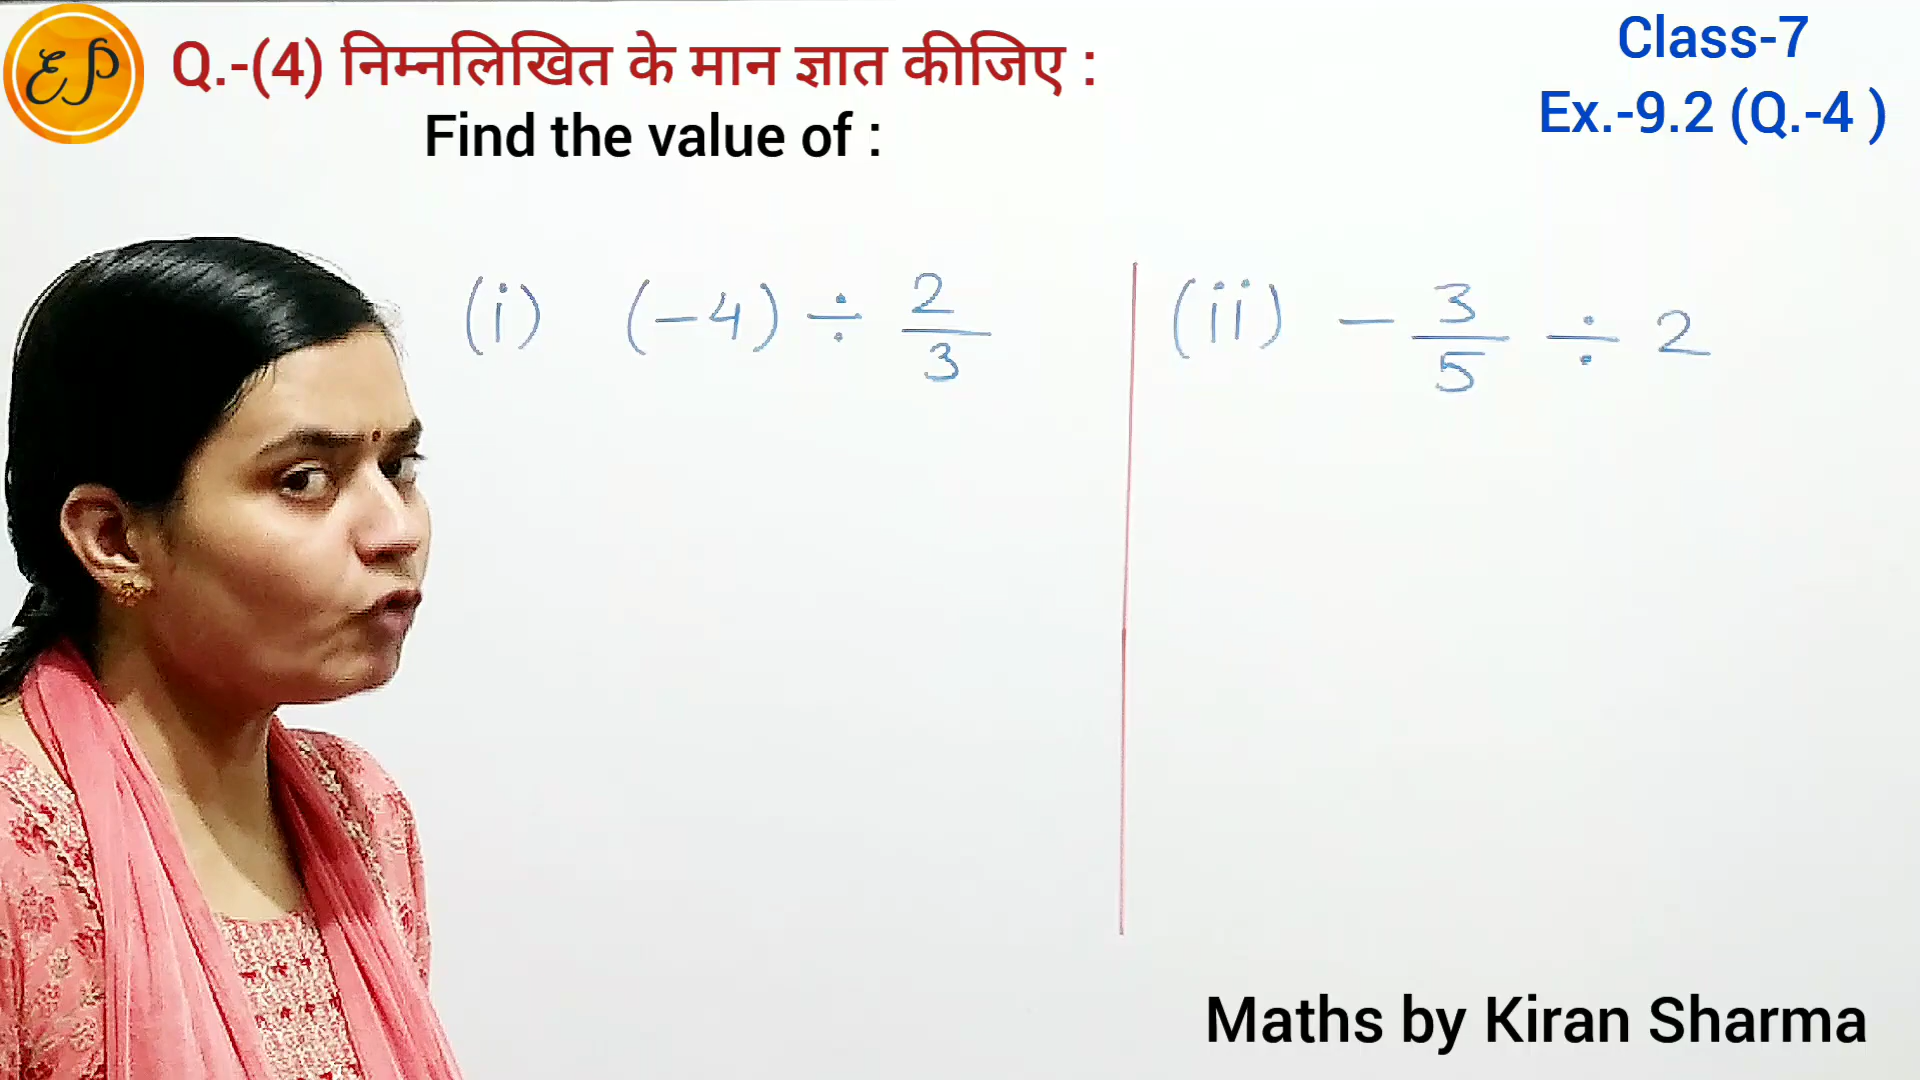 EP
Q.-(4) निम्नलिखित के मान ज्ञात कीजिए :
Find the value of :
Class-7
Ex.-9.2 (Q.-4 )
(i) (-4) ÷ 2/3
(ii) - 3/5 ÷ 2
Maths by Kiran Sharma